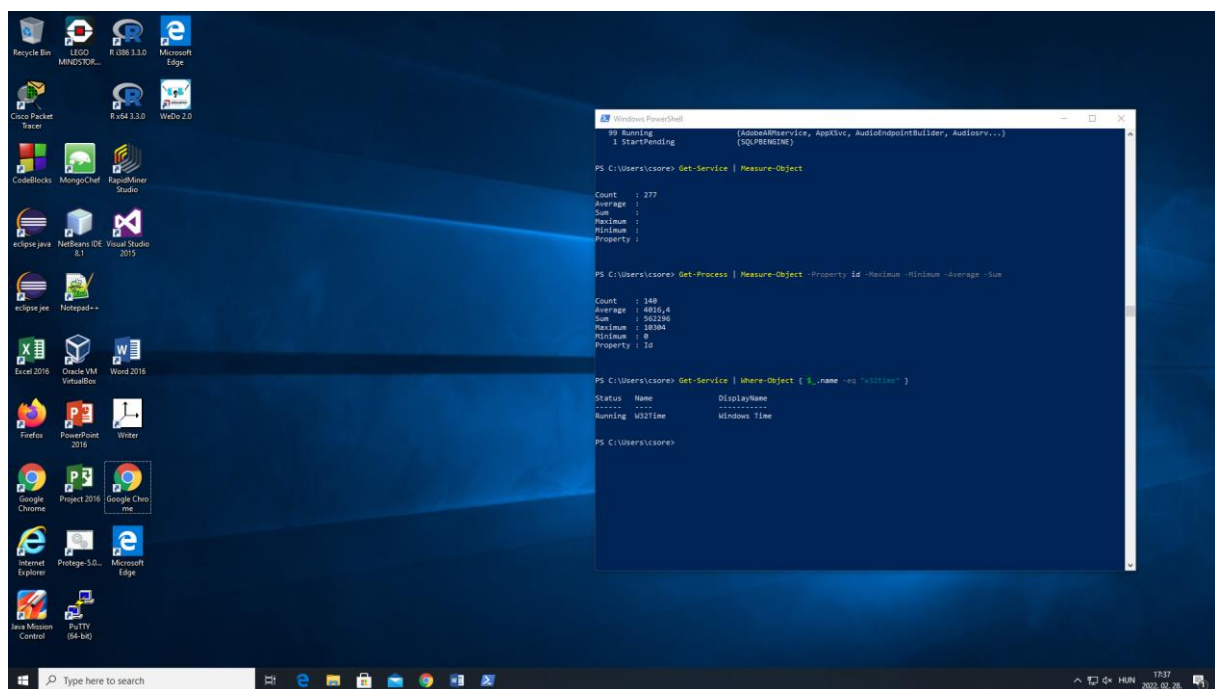 Recycle Bin
LEGO MINDSTOR...
R i386 3.3.0
Microsoft Edge
Cisco Packet Tracer
R x64 3.3.0
WeDo 2.0
CodeBlocks
MongoChef
RapidMiner Studio
eclipse java
NetBeans IDE 8.1
Visual Studio 2015
eclipse jee
Notepad++
Excel 2016
Oracle VM VirtualBox
Word 2016
Firefox
PowerPoint 2016
Writer
Google Chrome
Project 2016
Google Chro me
Internet Explorer
Protege-5.0...
Microsoft Edge
Java Mission Control
PuTTY (64-bit)
Windows PowerShell
99 Running {AdobeARMservice, AppXSvc, AudioEndpointBuilder, Audiosrv...}
1 StartPending {SQLPBENGINE}
PS C:\Users\csore> Get-Service | Measure-Object
Count : 277
Average :
Sum :
Maximum :
Minimum :
Property :
PS C:\Users\csore> Get-Process | Measure-Object -Property id -Maximum -Minimum -Average -Sum
Count : 140
Average : 4016,4
Sum : 562296
Maximum : 10304
Minimum : 0
Property : Id
PS C:\Users\csore> Get-Service | Where-Object { $_.name -eq "w32time" }
Status Name DisplayName
------ ---- -----------
Running W32Time Windows Time
PS C:\Users\csore>
Type here to search
HUN
17:37
2022. 02. 28.